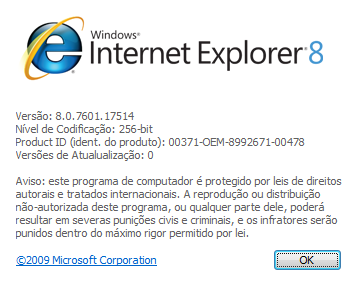 Windows®
Internet Explorer 8
Versão: 8.0.7601.17514
Nível de Codificação: 256-bit
Product ID (ident. do produto): 00371-OEM-8992671-00478
Versões de Atualualização: 0
Aviso: este programa de computador é protegido por leis de direitos
autorais e tratados internacionais. A reprodução ou distribuição
não-autorizada deste programa, ou qualquer parte dele, poderá
resultar em severas punições civis e criminais, e os infratores serão
punidos dentro do máximo rigor permitido por lei.
©2009 Microsoft Corporation
OK